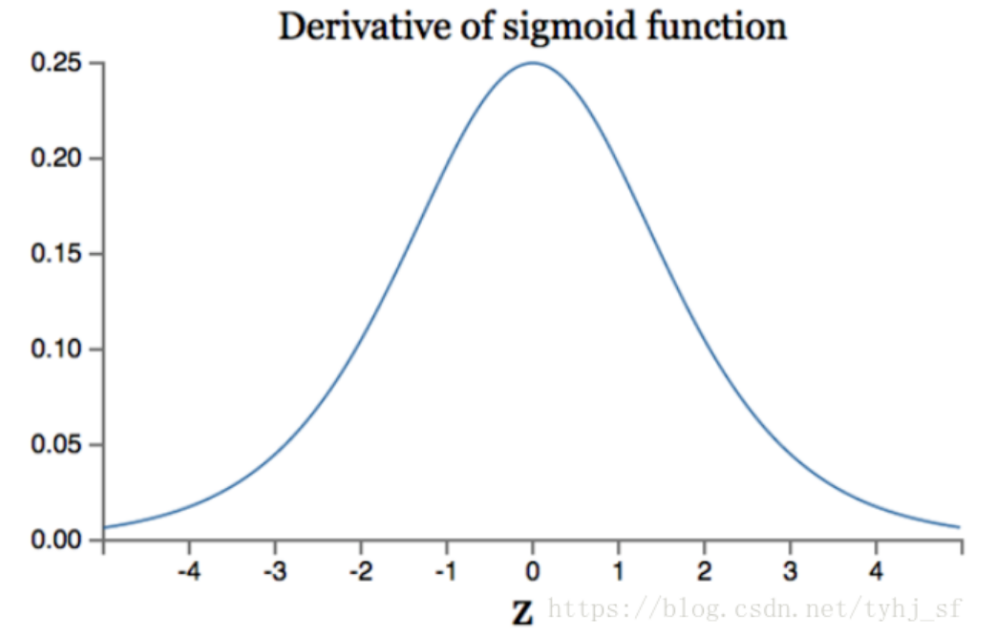 Derivative of sigmoid function
0.25
0.20
0.15
0.10
0.05
0.00
-4 -3 -2 -1 0 1 2 3 4
Z https://blog.csdn.net/tyhj_sf